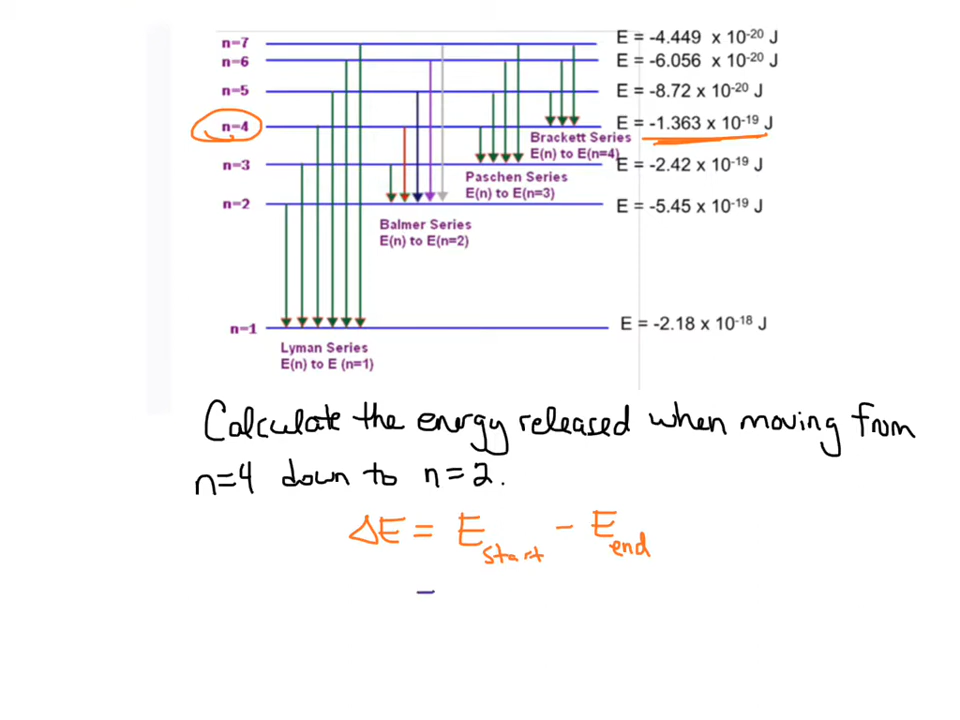 n=7 E = -4.449 x 10-20 J
n=6 E = -6.056 x 10-20 J
n=5 E = -8.72 x 10-20 J
n=4 E = -1.363 x 10-19 J
Brackett Series
E(n) to E(n=4)
n=3 E = -2.42 x 10-19 J
Paschen Series
E(n) to E(n=3)
n=2 E = -5.45 x 10-19 J
Balmer Series
E(n) to E(n=2)
n=1 E = -2.18 x 10-18 J
Lyman Series
E(n) to E (n=1)
Calculate the energy released when moving from
n=4 down to n=2.
ΔE = Estart - Eend